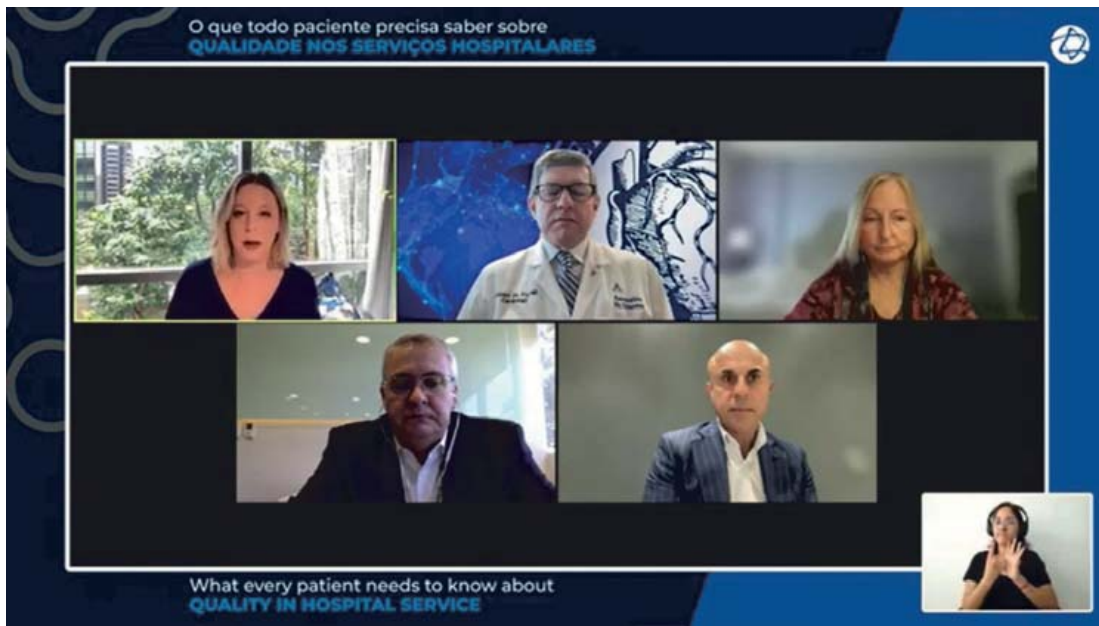 O que todo paciente precisa saber sobre
QUALIDADE NOS SERVIÇOS HOSPITALARES
What every patient needs to know about
QUALITY IN HOSPITAL SERVICE